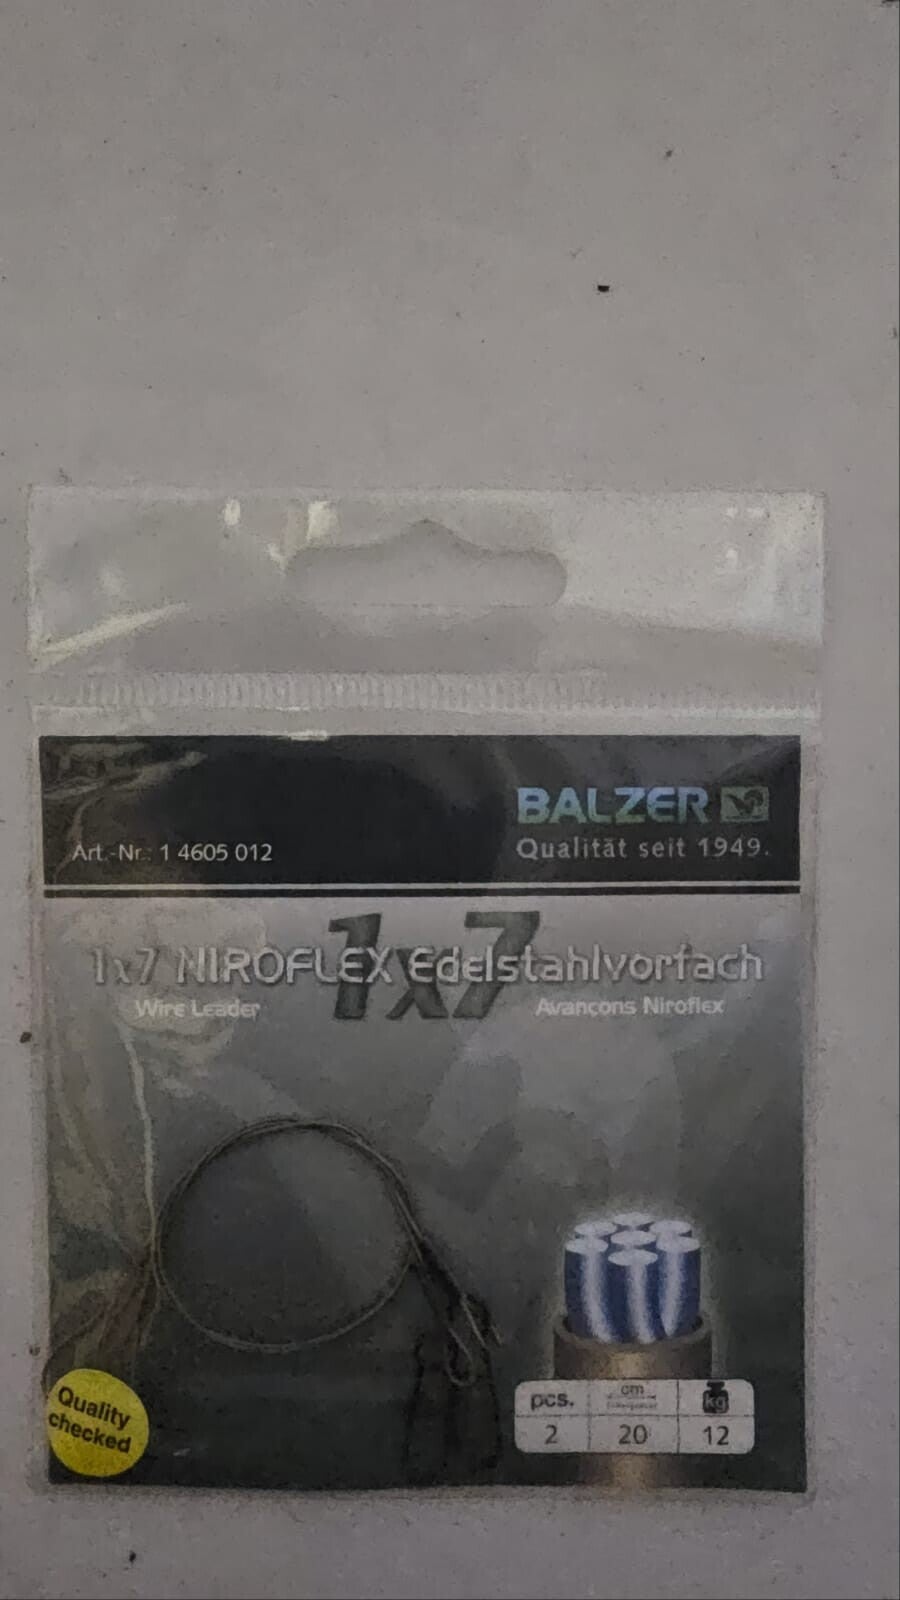 BALZER
Art.-Nr.: 1 4605 012
Qualität seit 1949.
1x7
1x7 NIROFLEX Edelstahlvorfach
Wire Leader
Avançons Niroflex
Quality
checked
pcs. cm kg
2 20 12